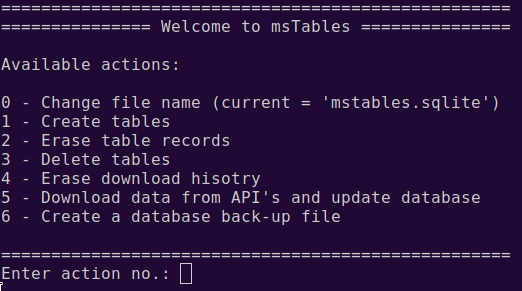 ===================================================
=============== Welcome to msTables ===============
Available actions:
0 - Change file name (current = 'mstables.sqlite')
1 - Create tables
2 - Erase table records
3 - Delete tables
4 - Erase download hisotry
5 - Download data from API's and update database
6 - Create a database back-up file
===================================================
Enter action no.: